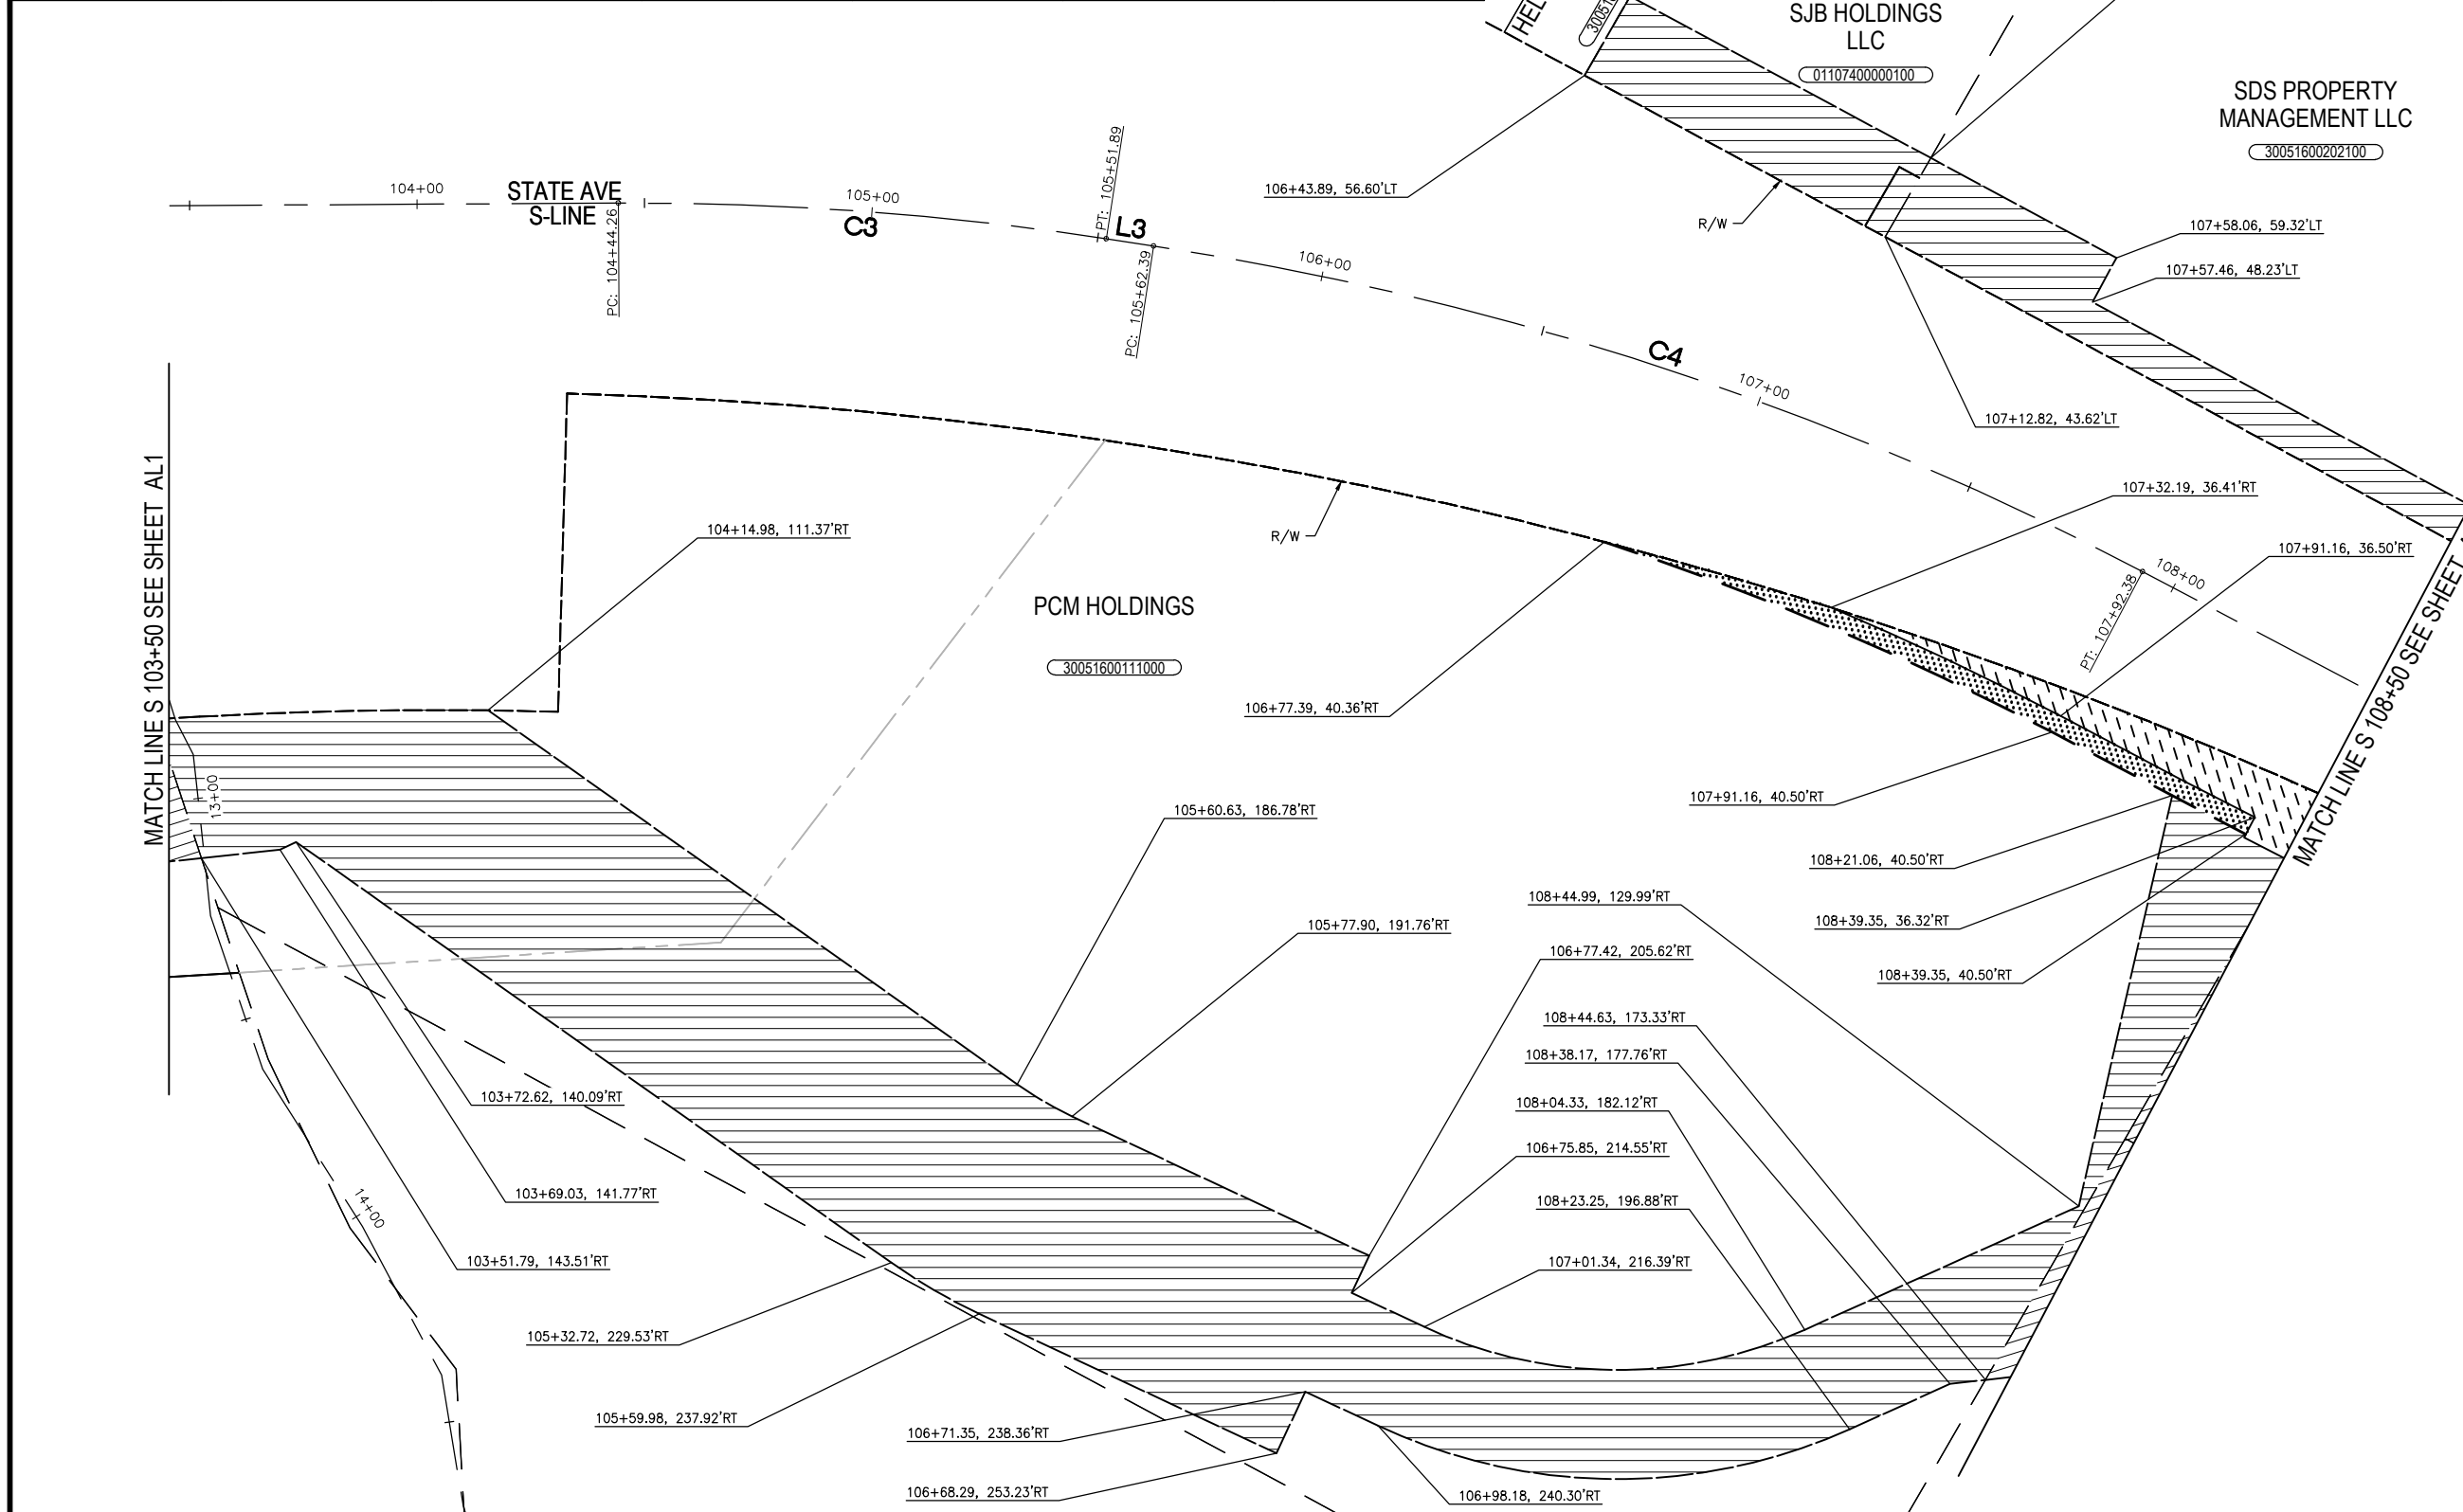 HEL
30051
SJB HOLDINGS
LLC
01107400000100
SDS PROPERTY
MANAGEMENT LLC
30051600202100
104+00
STATE AVE
S-LINE
PC: 104+44.26
105+00
C3
PT: 105+51.89
L3
PC: 105+62.39
106+00
106+43.89, 56.60'LT
R/W
107+58.06, 59.32'LT
107+57.46, 48.23'LT
C4
107+00
107+12.82, 43.62'LT
107+32.19, 36.41'RT
107+91.16, 36.50'RT
108+00
PT: 107+92.38
MATCH LINE S 108+50 SEE SHEET
MATCH LINE S 103+50 SEE SHEET AL1
104+14.98, 111.37'RT
R/W
PCM HOLDINGS
30051600111000
106+77.39, 40.36'RT
13+00
105+60.63, 186.78'RT
107+91.16, 40.50'RT
108+21.06, 40.50'RT
108+44.99, 129.99'RT
108+39.35, 36.32'RT
105+77.90, 191.76'RT
106+77.42, 205.62'RT
108+39.35, 40.50'RT
108+44.63, 173.33'RT
108+38.17, 177.76'RT
103+72.62, 140.09'RT
108+04.33, 182.12'RT
106+75.85, 214.55'RT
103+69.03, 141.77'RT
14+00
108+23.25, 196.88'RT
103+51.79, 143.51'RT
107+01.34, 216.39'RT
105+32.72, 229.53'RT
105+59.98, 237.92'RT
106+71.35, 238.36'RT
106+68.29, 253.23'RT
106+98.18, 240.30'RT